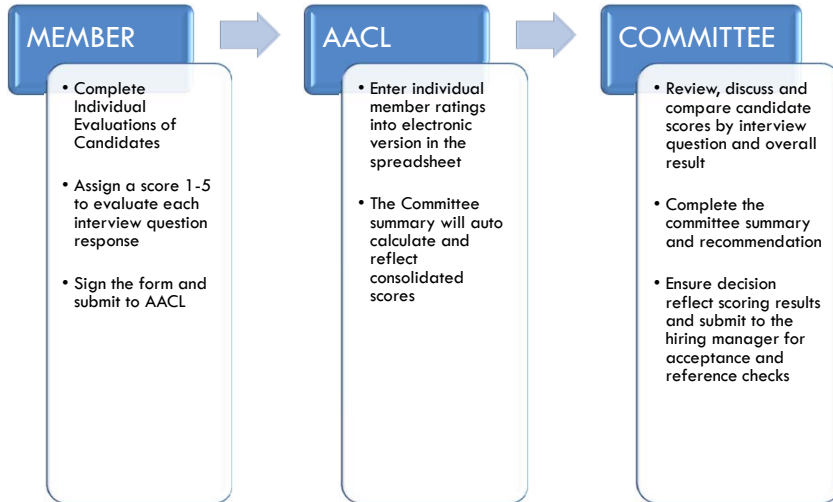 MEMBER
• Complete
Individual
Evaluations of
Candidates
• Assign a score 1-5
to evaluate each
interview question
response
• Sign the form and
submit to AACL
AACL
• Enter individual
member ratings
into electronic
version in the
spreadsheet
• The Committee
summary will auto
calculate and
reflect
consolidated
scores
COMMITTEE
• Review, discuss and
compare candidate
scores by interview
question and overall
result
• Complete the
committee summary
and recommendation
• Ensure decision
reflect scoring results
and submit to the
hiring manager for
acceptance and
reference checks